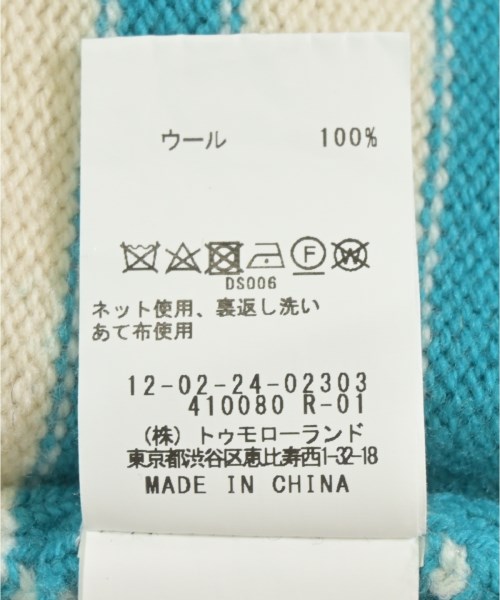 ウール 100%
F W
DS006
ネット使用、裏返し洗い
あて布使用
12-02-24-02303
410080 R-01
(株) トゥモローランド
東京都渋谷区恵比寿西1-32-18
MADE IN CHINA